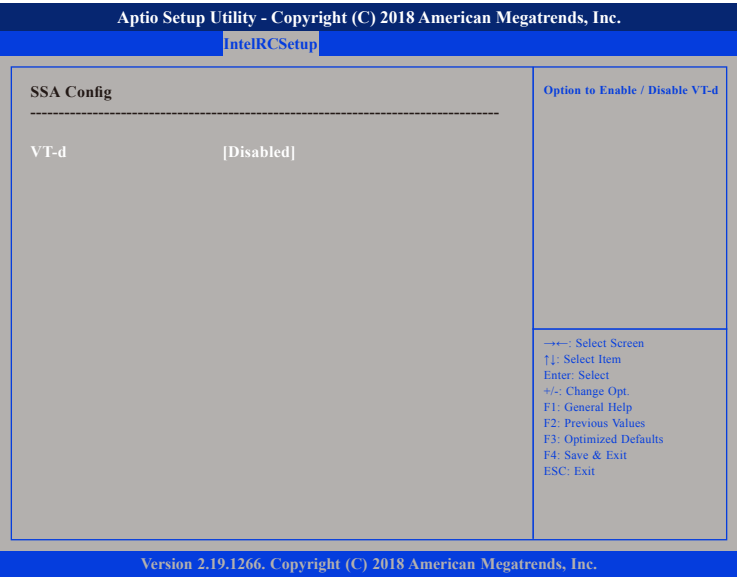 Aptio Setup Utility - Copyright (C) 2018 American Megatrends, Inc.
IntelRCSetup
SSA Config
--------------------------------------------------------------------------------
VT-d [Disabled]
Option to Enable / Disable VT-d
→←: Select Screen
↑↓: Select Item
Enter: Select
+/-: Change Opt.
F1: General Help
F2: Previous Values
F3: Optimized Defaults
F4: Save & Exit
ESC: Exit
Version 2.19.1266. Copyright (C) 2018 American Megatrends, Inc.